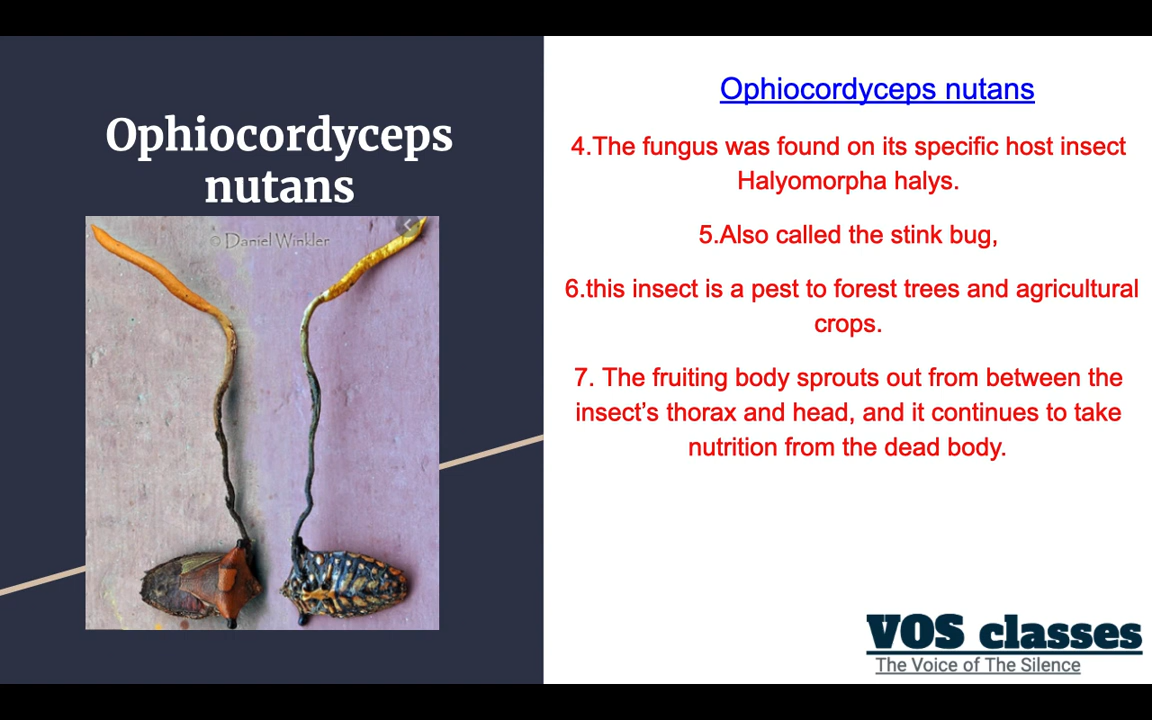 Ophiocordyceps
nutans
© Daniel Winkler
Ophiocordyceps nutans
4.The fungus was found on its specific host insect
Halyomorpha halys.
5.Also called the stink bug,
6.this insect is a pest to forest trees and agricultural
crops.
7. The fruiting body sprouts out from between the
insect’s thorax and head, and it continues to take
nutrition from the dead body.
VOS classes
The Voice of The Silence